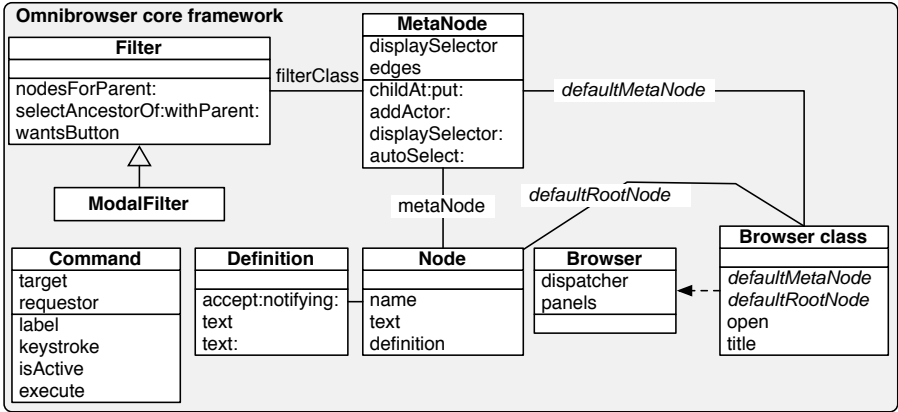 Omnibrowser core framework
Filter
nodesForParent:
selectAncestorOf:withParent:
wantsButton
ModalFilter
filterClass
MetaNode
displaySelector
edges
childAt:put:
addActor:
displaySelector:
autoSelect:
defaultMetaNode
metaNode
defaultRootNode
Command
target
requestor
label
keystroke
isActive
execute
Definition
accept:notifying:
text
text:
Node
name
text
definition
Browser
dispatcher
panels
Browser class
defaultMetaNode
defaultRootNode
open
title